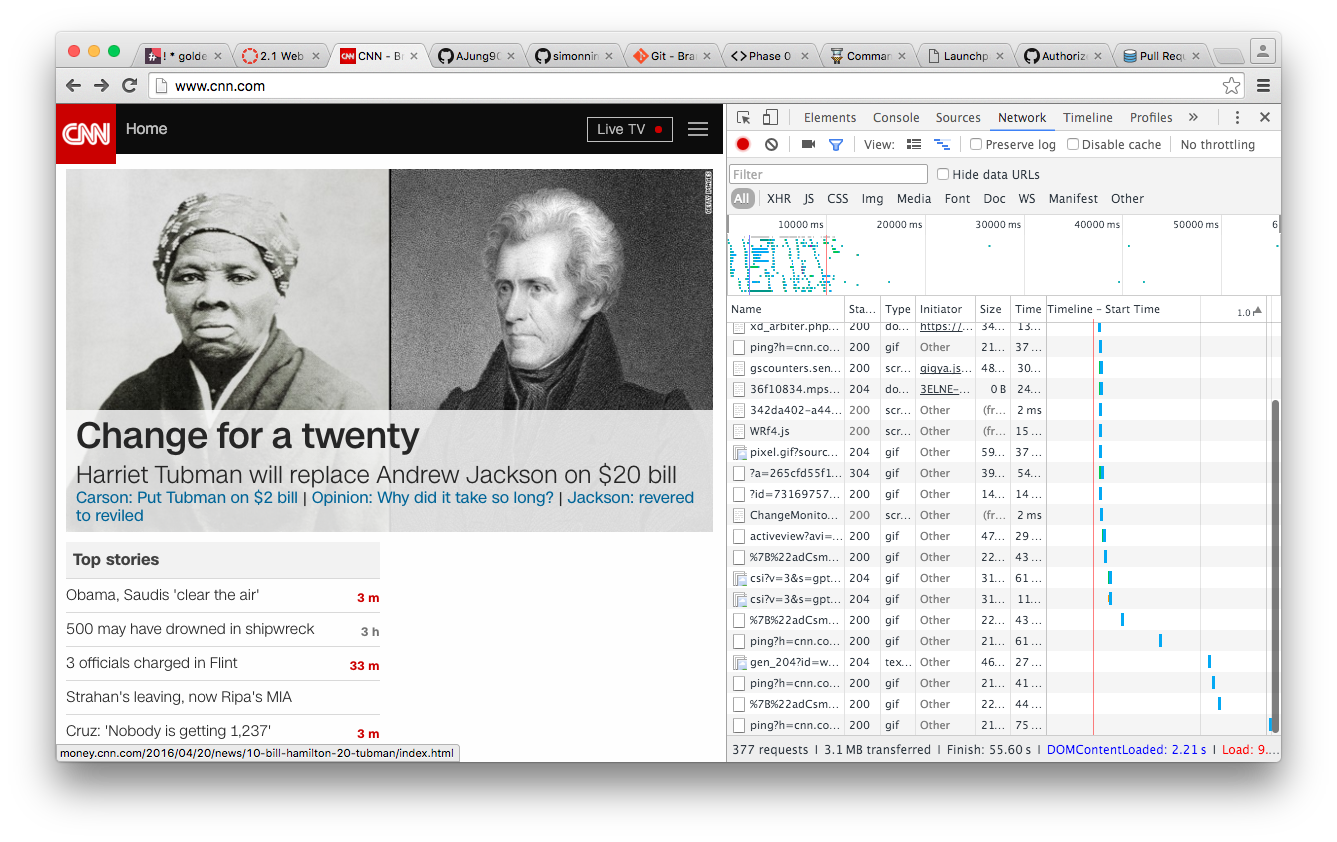 ! * golde
2.1 Web
CNN - Br
AJung90
simonnin
Git - Bran
Phase 0
Comman
Launchp
Authoriz
Pull Requ
www.cnn.com
CNN
Home
Live TV
GETTY IMAGES
Change for a twenty
Harriet Tubman will replace Andrew Jackson on $20 bill
Carson: Put Tubman on $2 bill | Opinion: Why did it take so long? | Jackson: revered
to reviled
Top stories
Obama, Saudis 'clear the air' 3 m
500 may have drowned in shipwreck 3 h
3 officials charged in Flint 33 m
Strahan's leaving, now Ripa's MIA
Cruz: 'Nobody is getting 1,237' 3 m
money.cnn.com/2016/04/20/news/10-bill-hamilton-20-tubman/index.html
Elements Console Sources Network Timeline Profiles »
View: Preserve log Disable cache No throttling
Filter Hide data URLs
All XHR JS CSS Img Media Font Doc WS Manifest Other
10000 ms 20000 ms 30000 ms 40000 ms 50000 ms 6
Name Sta... Type Initiator Size Time Timeline – Start Time 1.0
xd_arbiter.php... 200 do... https://... 34... 13...
ping?h=cnn.co... 200 gif Other 21... 37...
gscounters.sen... 200 scr... gigya.js... 48... 30...
36f10834.mps... 204 do... 3ELNE-... 0 B 24...
342da402-a44... 200 scr... Other (fr... 2 ms
WRf4.js 200 scr... Other (fr... 15...
pixel.gif?sourc... 204 gif Other 59... 37...
?a=265cfd55f1... 304 gif Other 39... 54...
?id=73169757... 200 gif Other 14... 14...
ChangeMonito... 200 scr... Other (fr... 2 ms
activeview?avi=... 200 gif Other 47... 29...
%7B%22adCsm... 200 gif Other 22... 43...
csi?v=3&s=gpt... 204 gif Other 31... 61...
csi?v=3&s=gpt... 204 gif Other 31... 11...
%7B%22adCsm... 200 gif Other 22... 43...
ping?h=cnn.co... 200 gif Other 21... 61...
gen_204?id=w... 204 tex... Other 46... 27...
ping?h=cnn.co... 200 gif Other 21... 41...
%7B%22adCsm... 200 gif Other 22... 44...
ping?h=cnn.co... 200 gif Other 21... 75...
377 requests | 3.1 MB transferred | Finish: 55.60 s | DOMContentLoaded: 2.21 s | Load: 9....